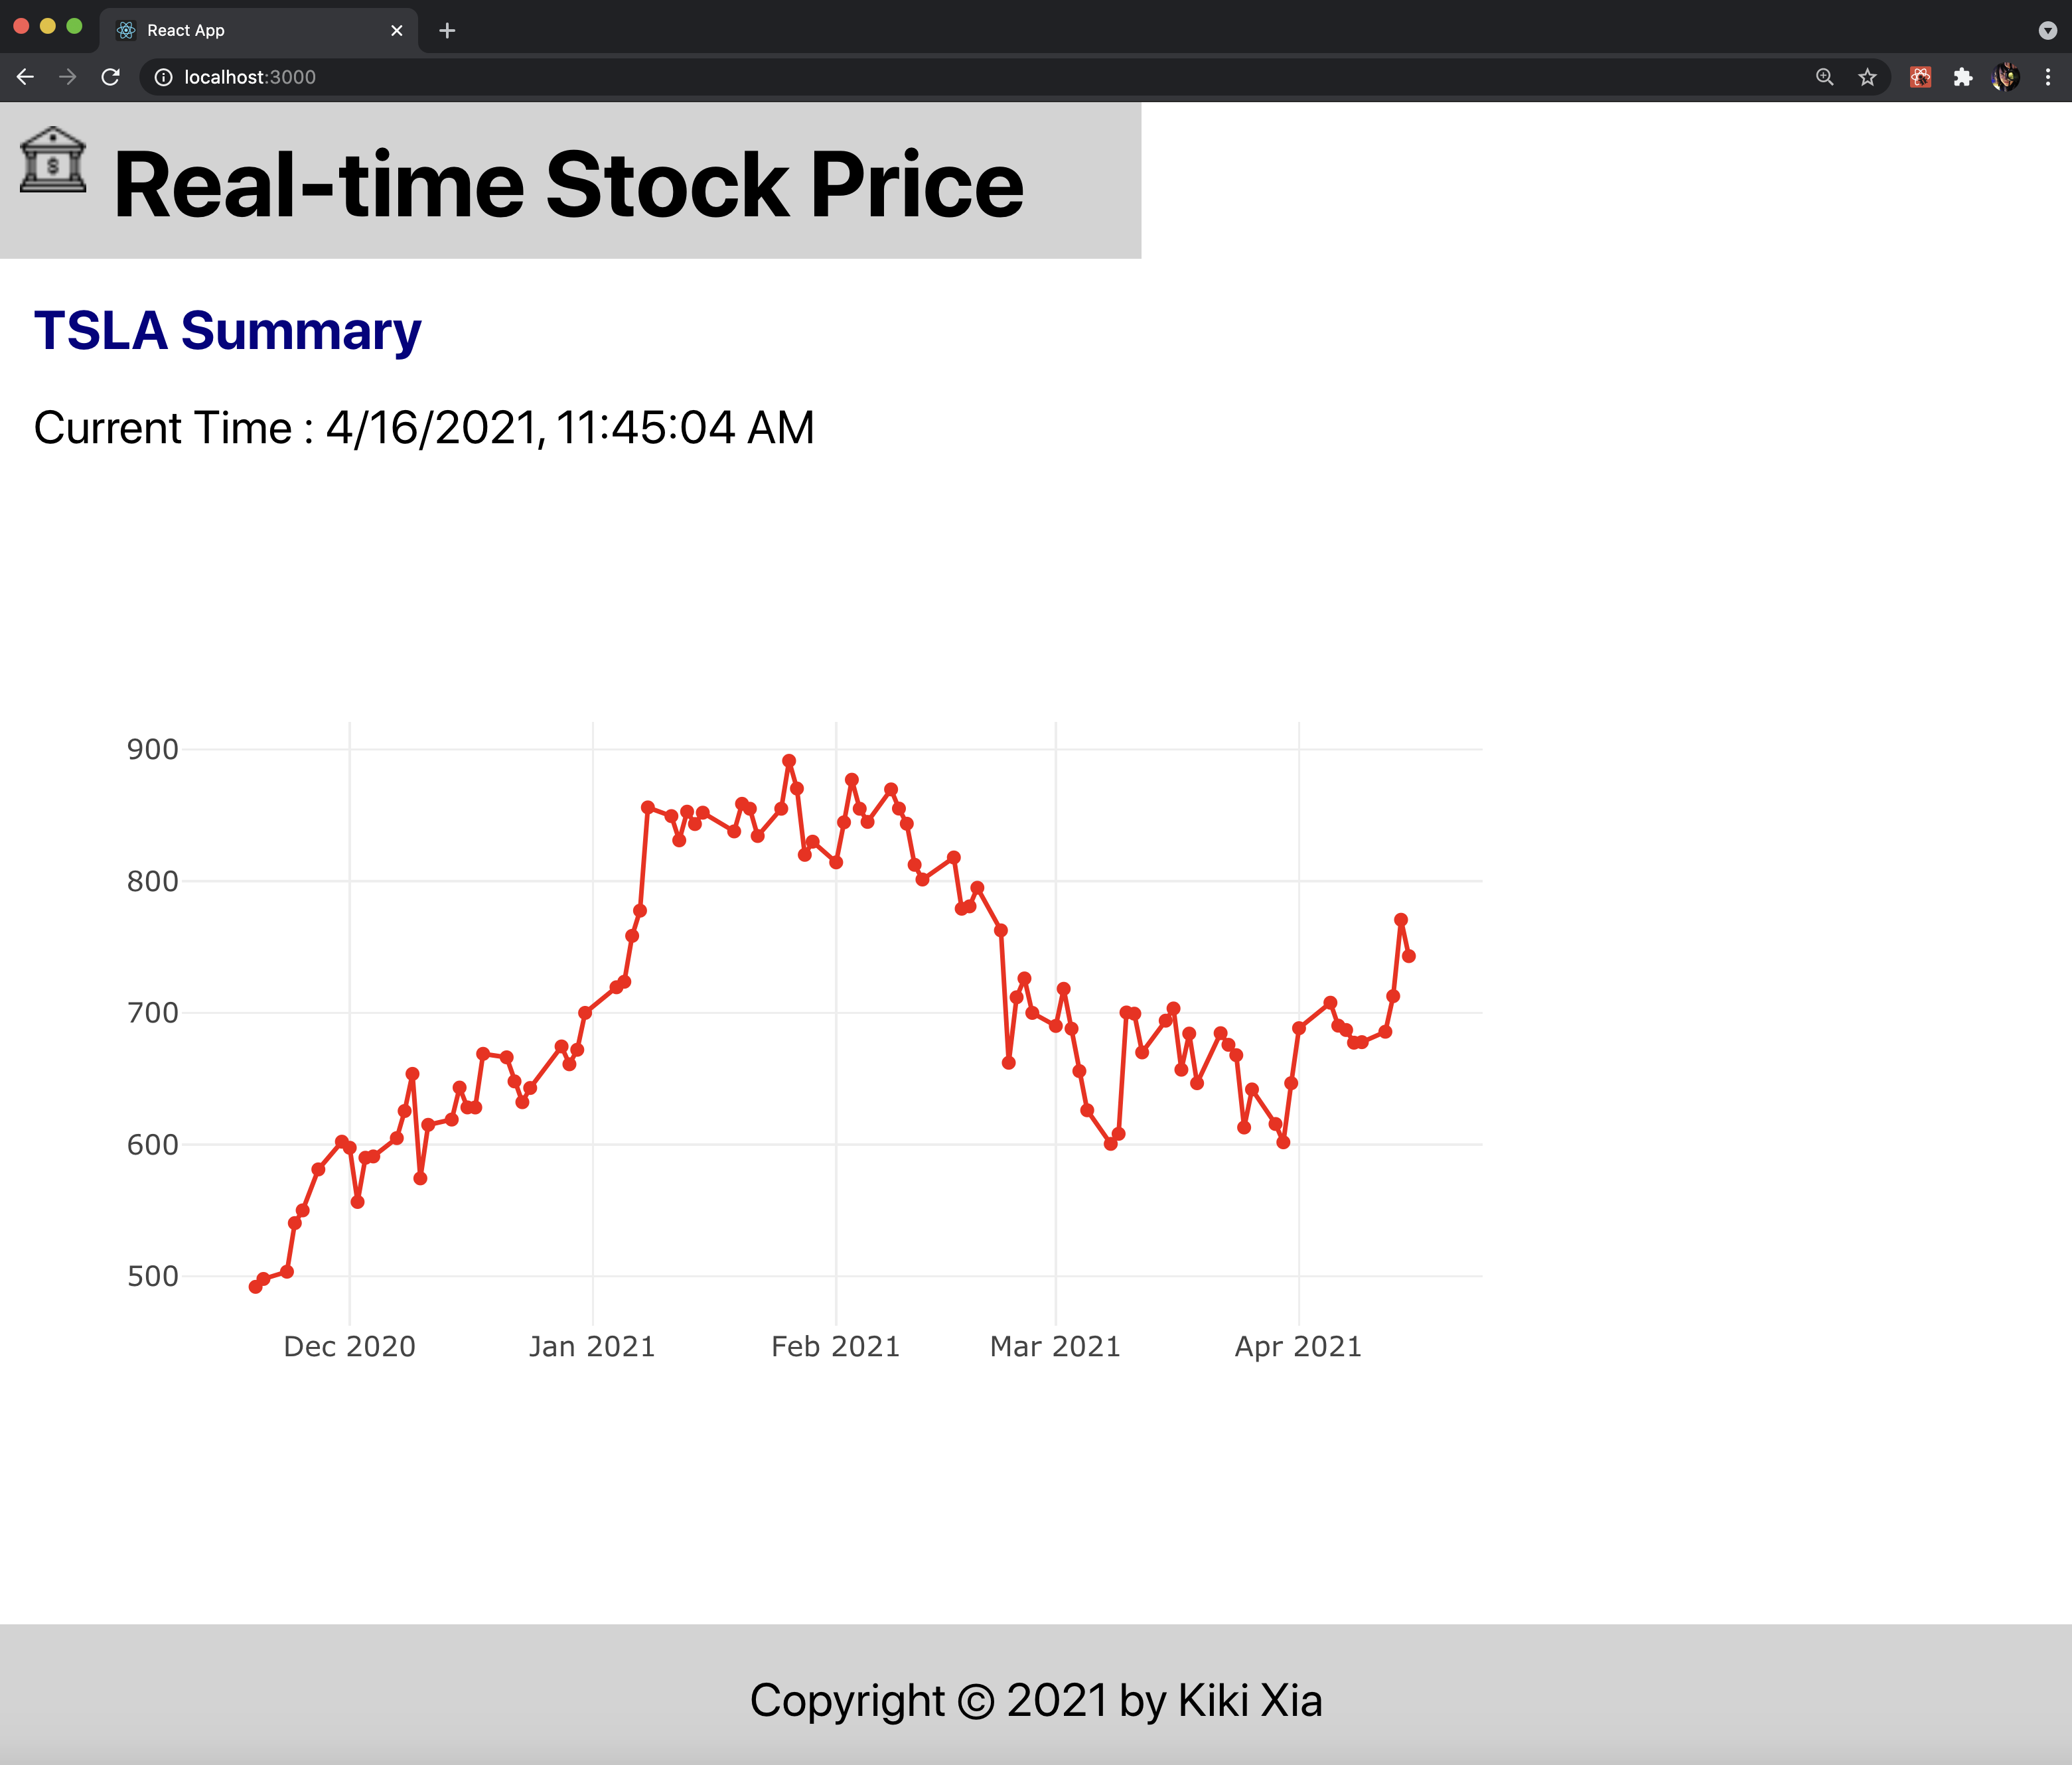 React App
localhost:3000
$ Real-time Stock Price
TSLA Summary
Current Time : 4/16/2021, 11:45:04 AM
900
800
700
600
500
Dec 2020 Jan 2021 Feb 2021 Mar 2021 Apr 2021
Copyright © 2021 by Kiki Xia